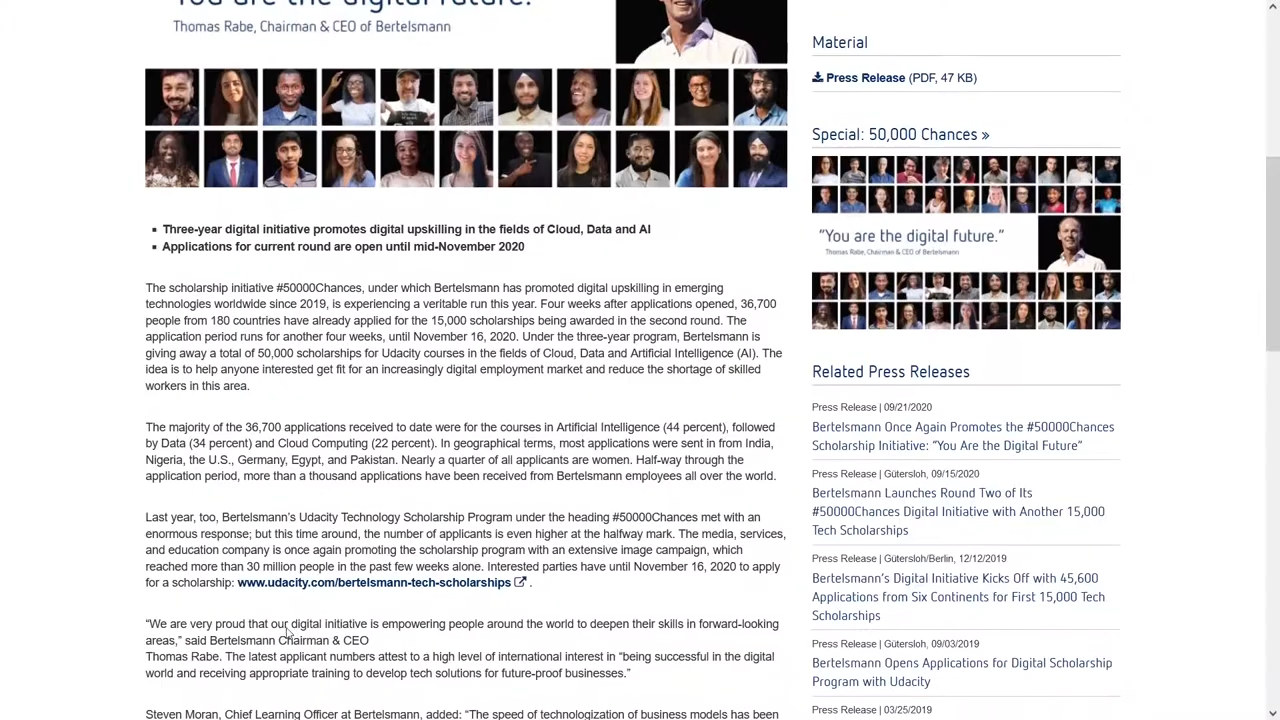 "You are the digital future."
Thomas Rabe, Chairman & CEO of Bertelsmann
▪ Three-year digital initiative promotes digital upskilling in the fields of Cloud, Data and AI
▪ Applications for current round are open until mid-November 2020
The scholarship initiative #50000Chances, under which Bertelsmann has promoted digital upskilling in emerging
technologies worldwide since 2019, is experiencing a veritable run this year. Four weeks after applications opened, 36,700
people from 180 countries have already applied for the 15,000 scholarships being awarded in the second round. The
application period runs for another four weeks, until November 16, 2020. Under the three-year program, Bertelsmann is
giving away a total of 50,000 scholarships for Udacity courses in the fields of Cloud, Data and Artificial Intelligence (AI). The
idea is to help anyone interested get fit for an increasingly digital employment market and reduce the shortage of skilled
workers in this area.
The majority of the 36,700 applications received to date were for the courses in Artificial Intelligence (44 percent), followed
by Data (34 percent) and Cloud Computing (22 percent). In geographical terms, most applications were sent in from India,
Nigeria, the U.S., Germany, Egypt, and Pakistan. Nearly a quarter of all applicants are women. Half-way through the
application period, more than a thousand applications have been received from Bertelsmann employees all over the world.
Last year, too, Bertelsmann's Udacity Technology Scholarship Program under the heading #50000Chances met with an
enormous response; but this time around, the number of applicants is even higher at the halfway mark. The media, services,
and education company is once again promoting the scholarship program with an extensive image campaign, which
reached more than 30 million people in the past few weeks alone. Interested parties have until November 16, 2020 to apply
for a scholarship: www.udacity.com/bertelsmann-tech-scholarships .
“We are very proud that our digital initiative is empowering people around the world to deepen their skills in forward-looking
areas,” said Bertelsmann Chairman & CEO
Thomas Rabe. The latest applicant numbers attest to a high level of international interest in “being successful in the digital
world and receiving appropriate training to develop tech solutions for future-proof businesses.”
Steven Moran, Chief Learning Officer at Bertelsmann, added: “The speed of technologization of business models has been
Material
Press Release (PDF, 47 KB)
Special: 50,000 Chances »
“You are the digital future.”
Thomas Rabe, Chairman & CEO of Bertelsmann
Related Press Releases
Press Release | 09/21/2020
Bertelsmann Once Again Promotes the #50000Chances
Scholarship Initiative: “You Are the Digital Future”
Press Release | Gütersloh, 09/15/2020
Bertelsmann Launches Round Two of Its
#50000Chances Digital Initiative with Another 15,000
Tech Scholarships
Press Release | Gütersloh/Berlin, 12/12/2019
Bertelsmann's Digital Initiative Kicks Off with 45,600
Applications from Six Continents for First 15,000 Tech
Scholarships
Press Release | Gütersloh, 09/03/2019
Bertelsmann Opens Applications for Digital Scholarship
Program with Udacity
Press Release | 03/25/2019